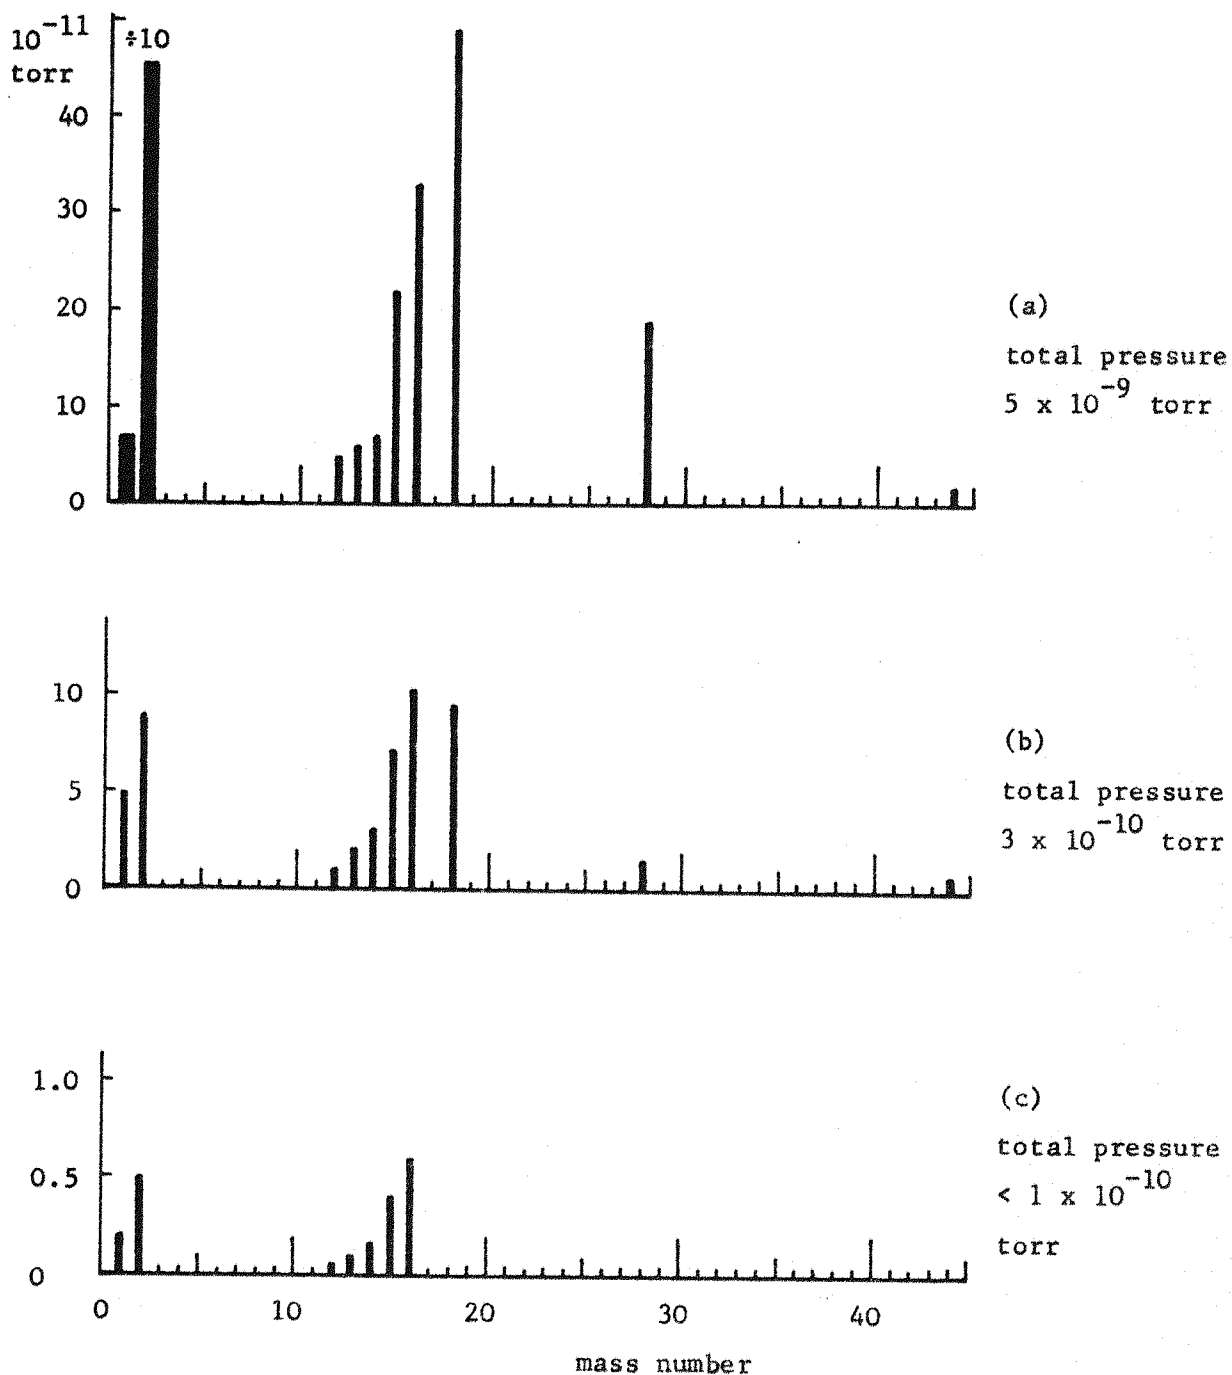 10⁻¹¹
torr
÷10
40
30
20
10
0
(a)
total pressure
5 x 10⁻⁹ torr
10
5
0
(b)
total pressure
3 x 10⁻¹⁰ torr
1.0
0.5
0
(c)
total pressure
< 1 x 10⁻¹⁰
torr
0 10 20 30 40
mass number